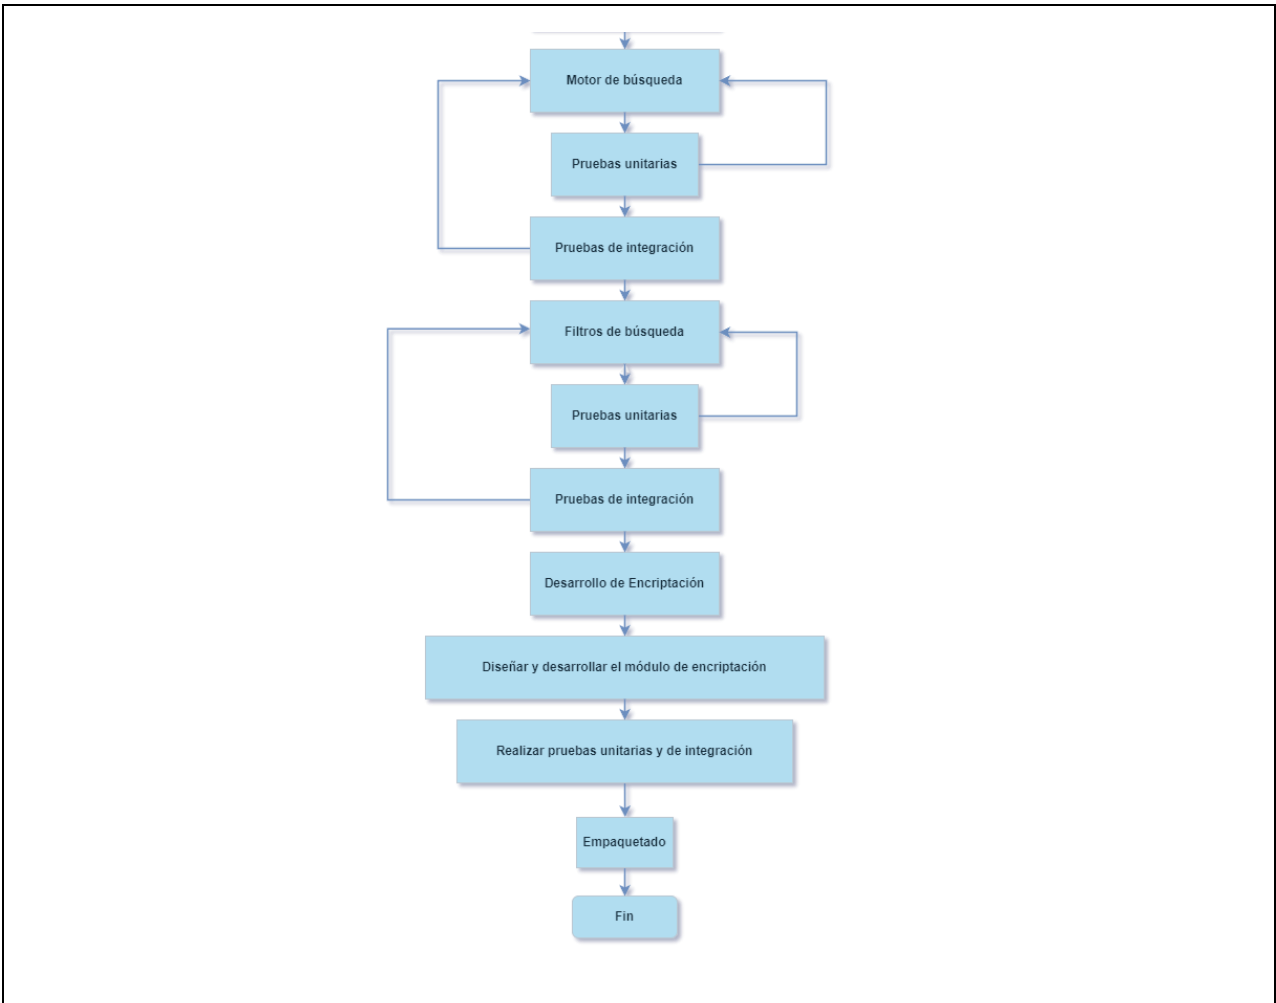 Motor de búsqueda
Pruebas unitarias
Pruebas de integración
Filtros de búsqueda
Pruebas unitarias
Pruebas de integración
Desarrollo de Encriptación
Diseñar y desarrollar el módulo de encriptación
Realizar pruebas unitarias y de integración
Empaquetado
Fin